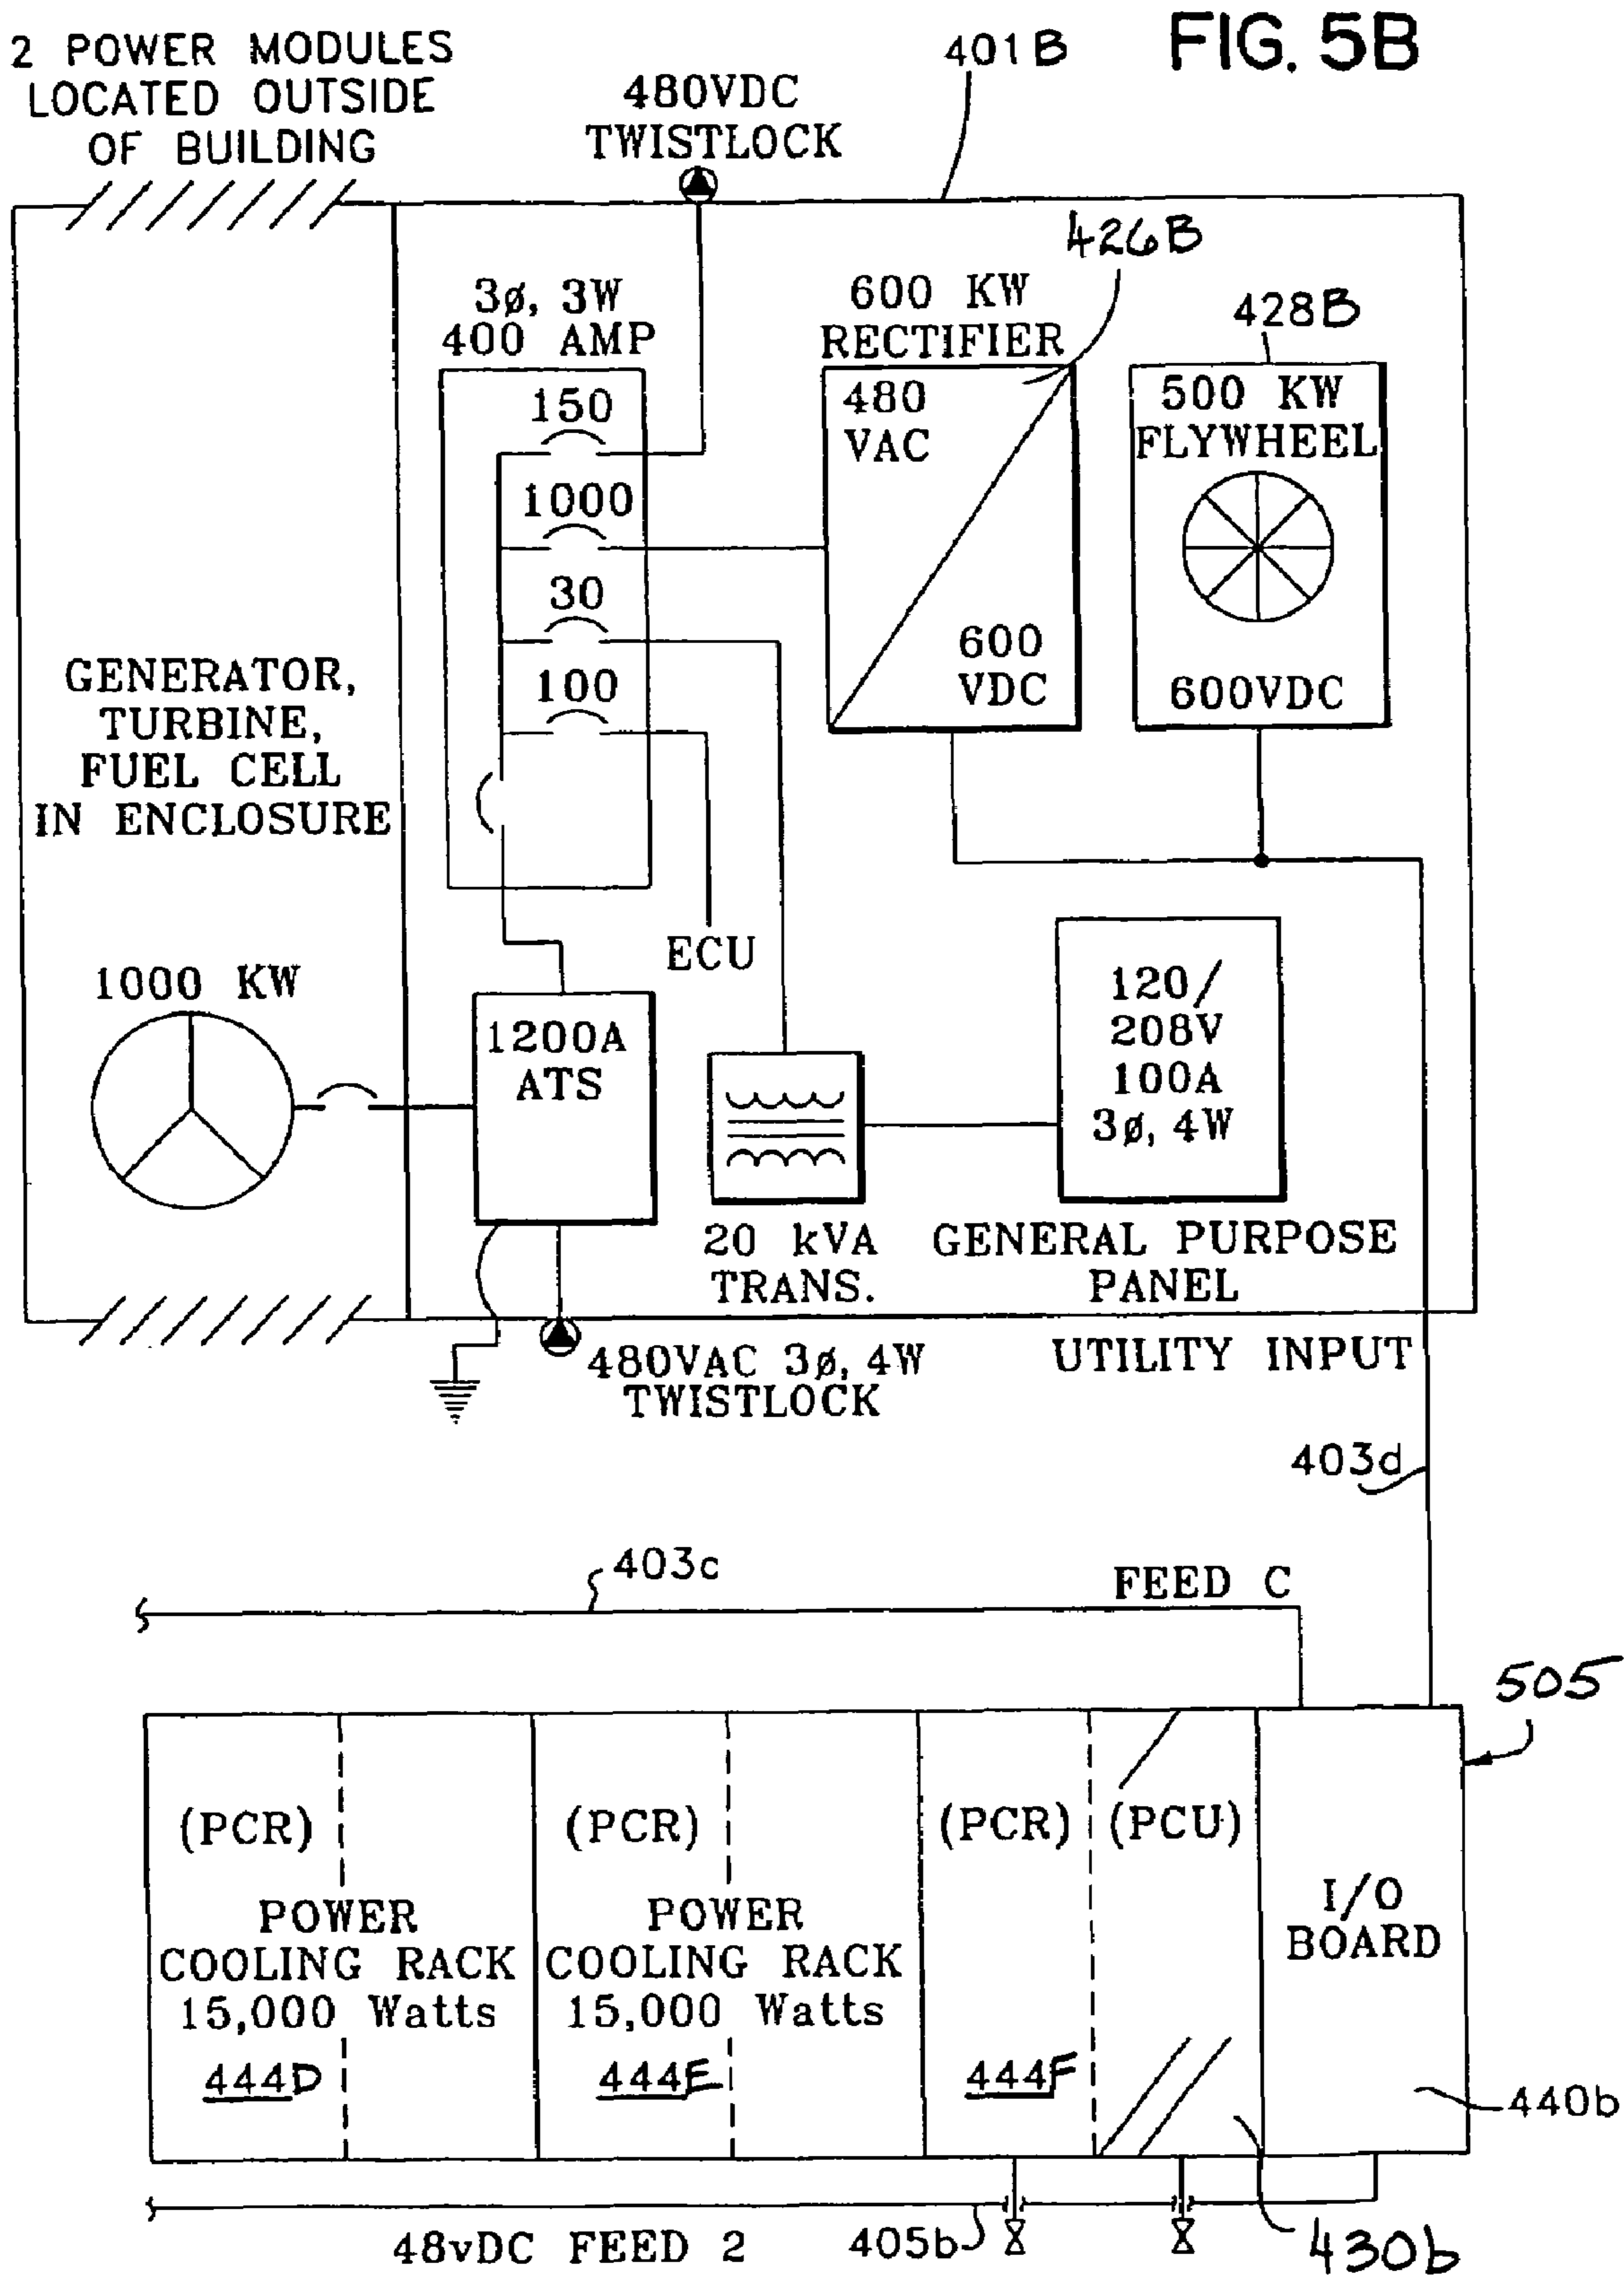 FIG. 5B
2 POWER MODULES
LOCATED OUTSIDE
OF BUILDING
480VDC
TWISTLOCK
401B
426B
3ø, 3W
400 AMP
600 KW
RECTIFIER
428B
150
1000
30
100
480
VAC
600
VDC
500 KW
FLYWHEEL
600VDC
GENERATOR,
TURBINE,
FUEL CELL
IN ENCLOSURE
ECU
1000 KW
1200A
ATS
120/
208V
100A
3ø, 4W
20 kVA
TRANS.
GENERAL PURPOSE
PANEL
480VAC 3ø, 4W
TWISTLOCK
UTILITY INPUT
403d
403c
FEED C
505
(PCR)
POWER
COOLING RACK
15,000 Watts
444D
(PCR)
POWER
COOLING RACK
15,000 Watts
444E
(PCR)
444F
(PCU)
I/O
BOARD
440b
48vDC FEED 2
405b
430b